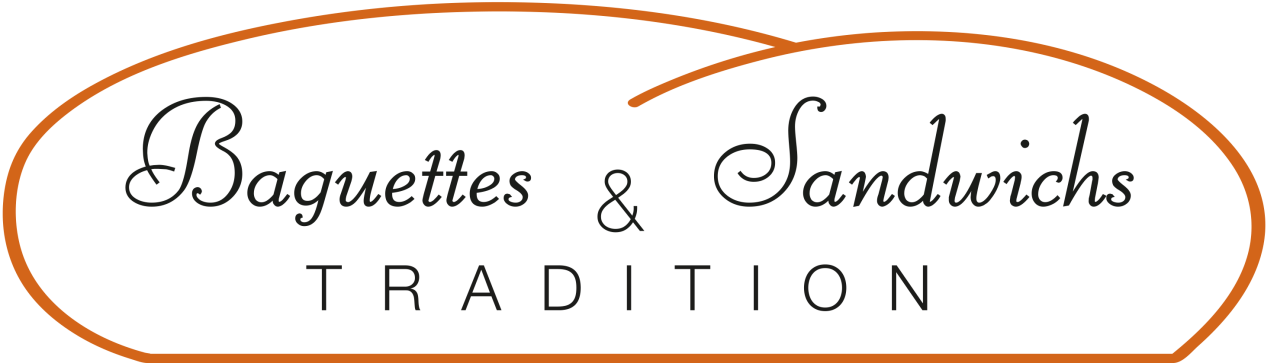 Baguettes & Sandwichs
TRADITION